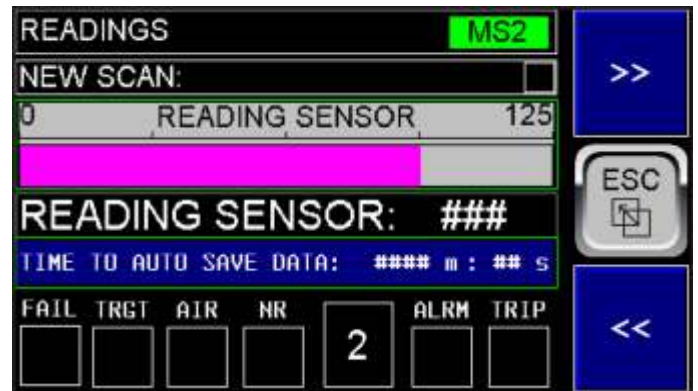 READINGS MS2
NEW SCAN:
>>
0 READING SENSOR 125
ESC
READING SENSOR: ###
TIME TO AUTO SAVE DATA: #### m : ## s
FAIL TRGT AIR NR ALRM TRIP
2
<<